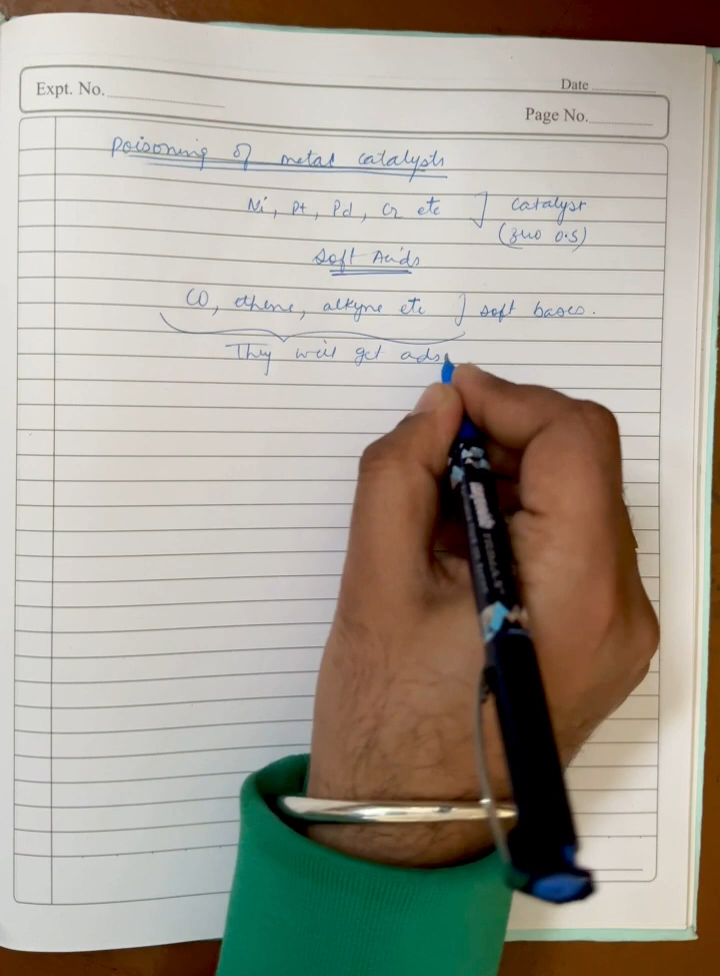 Expt. No.
Date
Page No.
Poisoning of metal catalysts
Ni, Pt, Pd, Cr etc ] catalyst
(zero O.S)
Soft Acids
CO, ethene, alkyne etc ] soft bases.
They will get ads